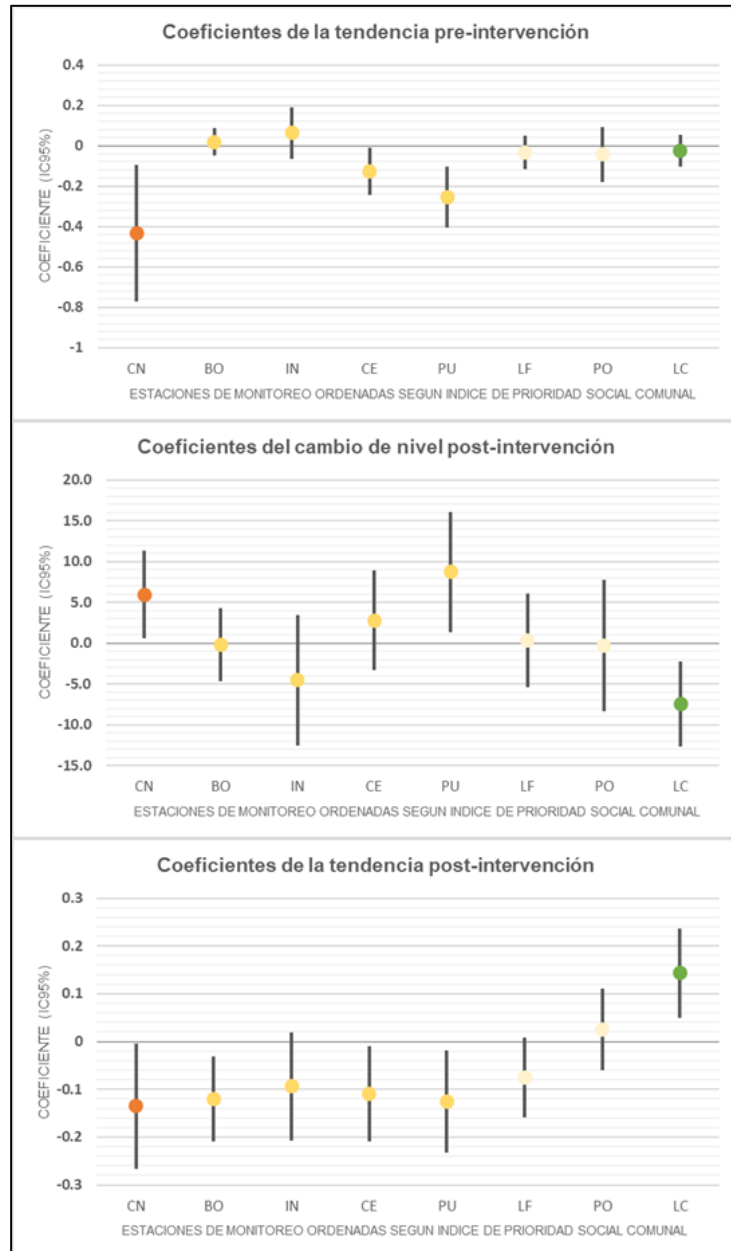 Coeficientes de la tendencia pre-intervención
0.4
0.2
0
-0.2
-0.4
-0.6
-0.8
-1
COEFICIENTE (IC95%)
CN BO IN CE PU LF PO LC
ESTACIONES DE MONITOREO ORDENADAS SEGUN INDICE DE PRIORIDAD SOCIAL COMUNAL
Coeficientes del cambio de nivel post-intervención
20.0
15.0
10.0
5.0
0.0
-5.0
-10.0
-15.0
COEFICIENTE (IC95%)
CN BO IN CE PU LF PO LC
ESTACIONES DE MONITOREO ORDENADAS SEGUN INDICE DE PRIORIDAD SOCIAL COMUNAL
Coeficientes de la tendencia post-intervención
0.3
0.2
0.1
0
-0.1
-0.2
-0.3
COEFICIENTE (IC95%)
CN BO IN CE PU LF PO LC
ESTACIONES DE MONITOREO ORDENADAS SEGUN INDICE DE PRIORIDAD SOCIAL COMUNAL